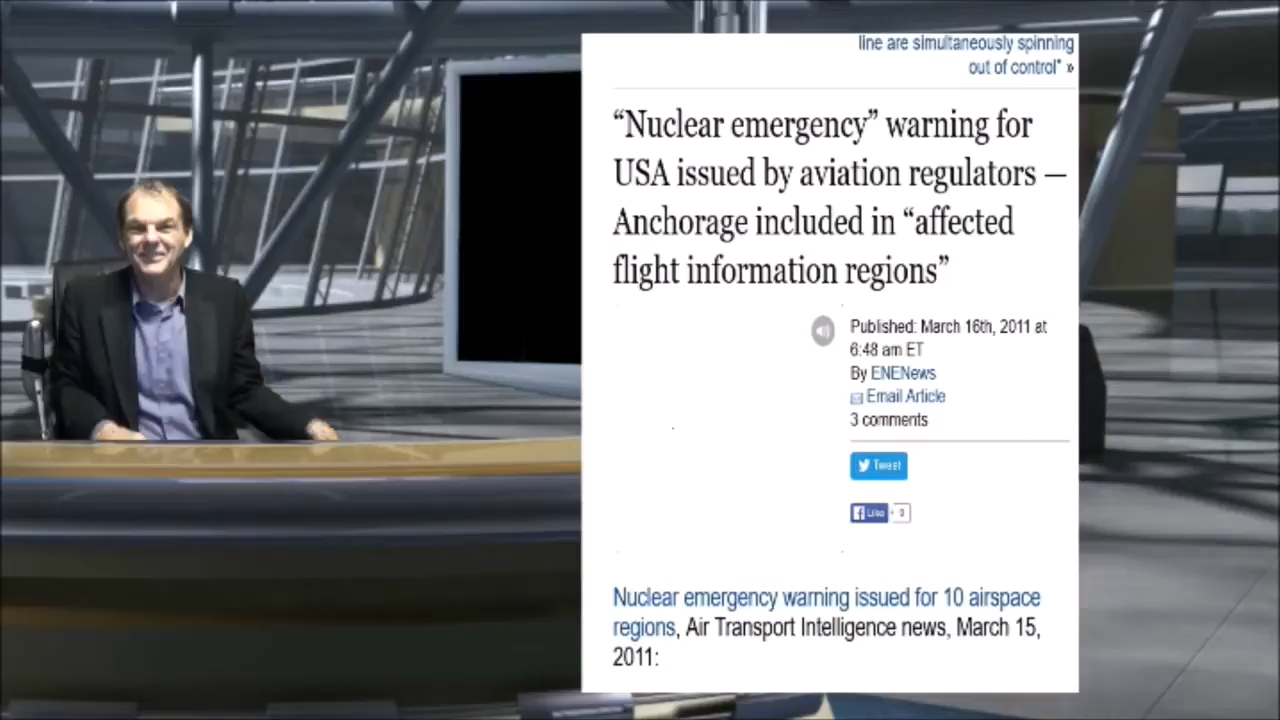 line are simultaneously spinning
out of control" »
“Nuclear emergency” warning for
USA issued by aviation regulators —
Anchorage included in “affected
flight information regions”
Published: March 16th, 2011 at
6:48 am ET
By ENENews
Email Article
3 comments
Tweet
Like 0
Nuclear emergency warning issued for 10 airspace
regions, Air Transport Intelligence news, March 15,
2011: